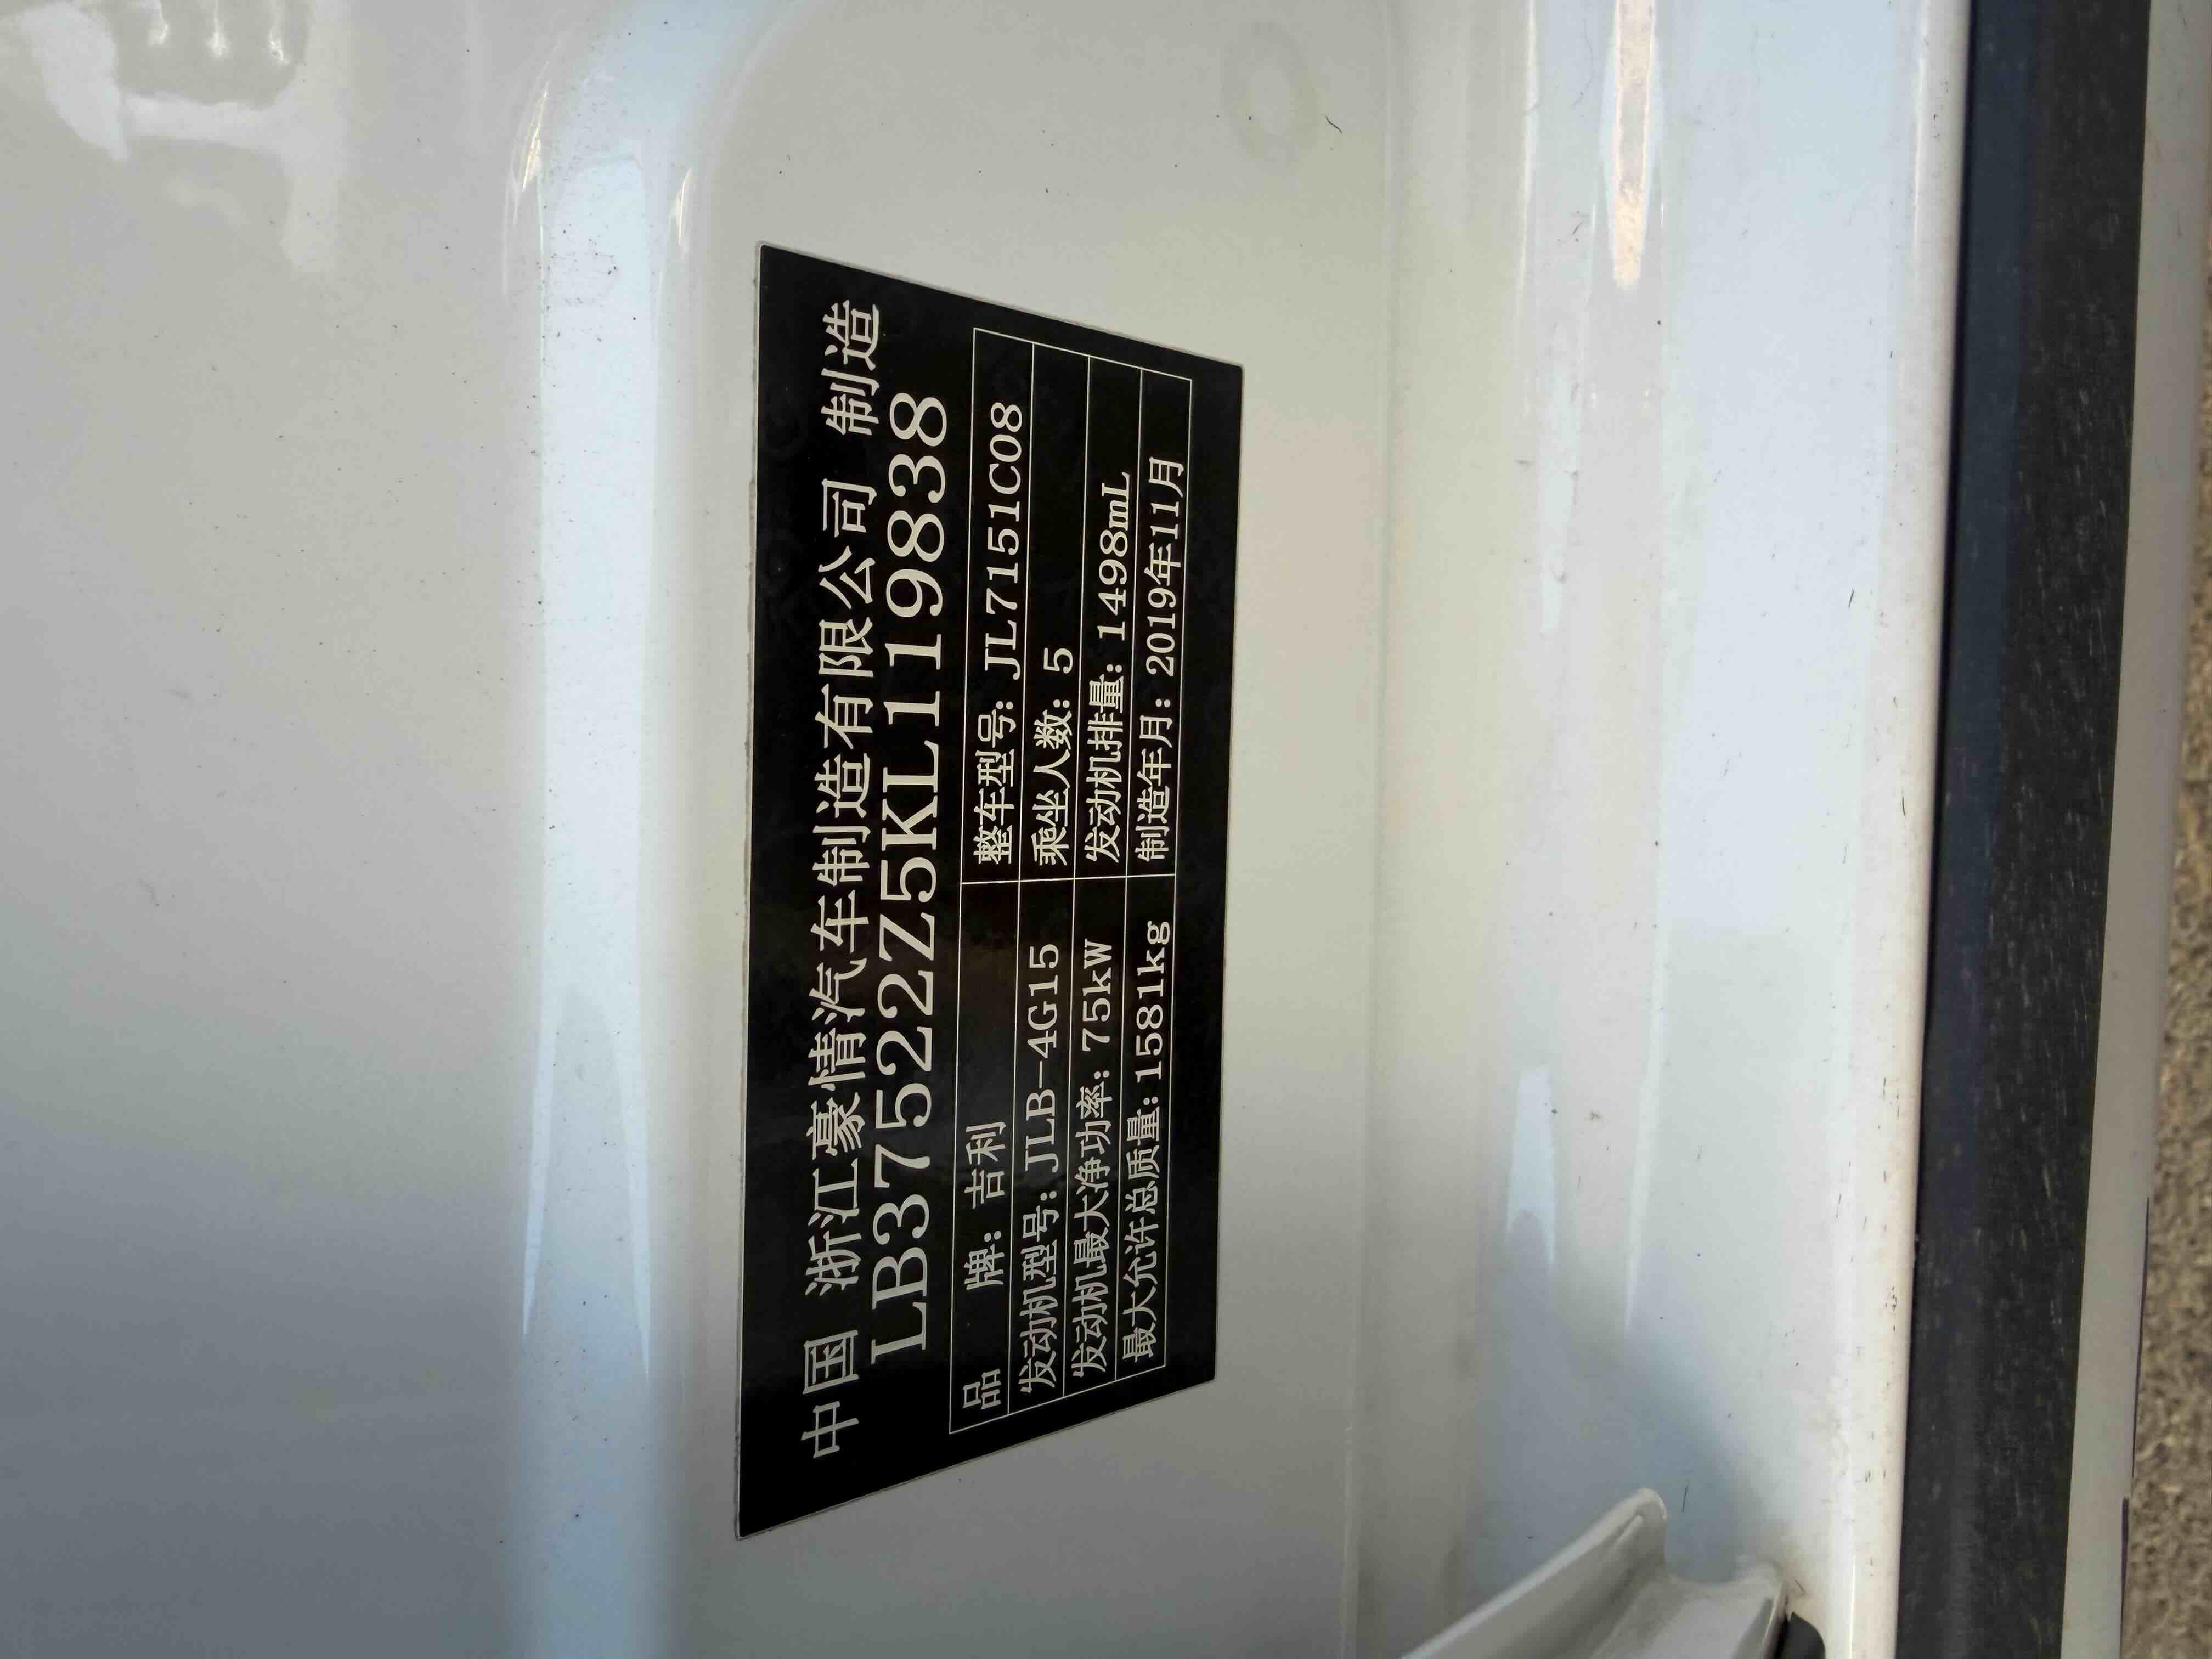 中国 浙江豪情汽车制造有限公司 制造
LB37522Z5KL119838
品 牌: 吉利 整车型号: JL7151C08
发动机型号: JLB-4G15 乘坐人数: 5
发动机最大净功率: 75kW 发动机排量: 1498mL
最大允许总质量: 1581kg 制造年月: 2019年11月